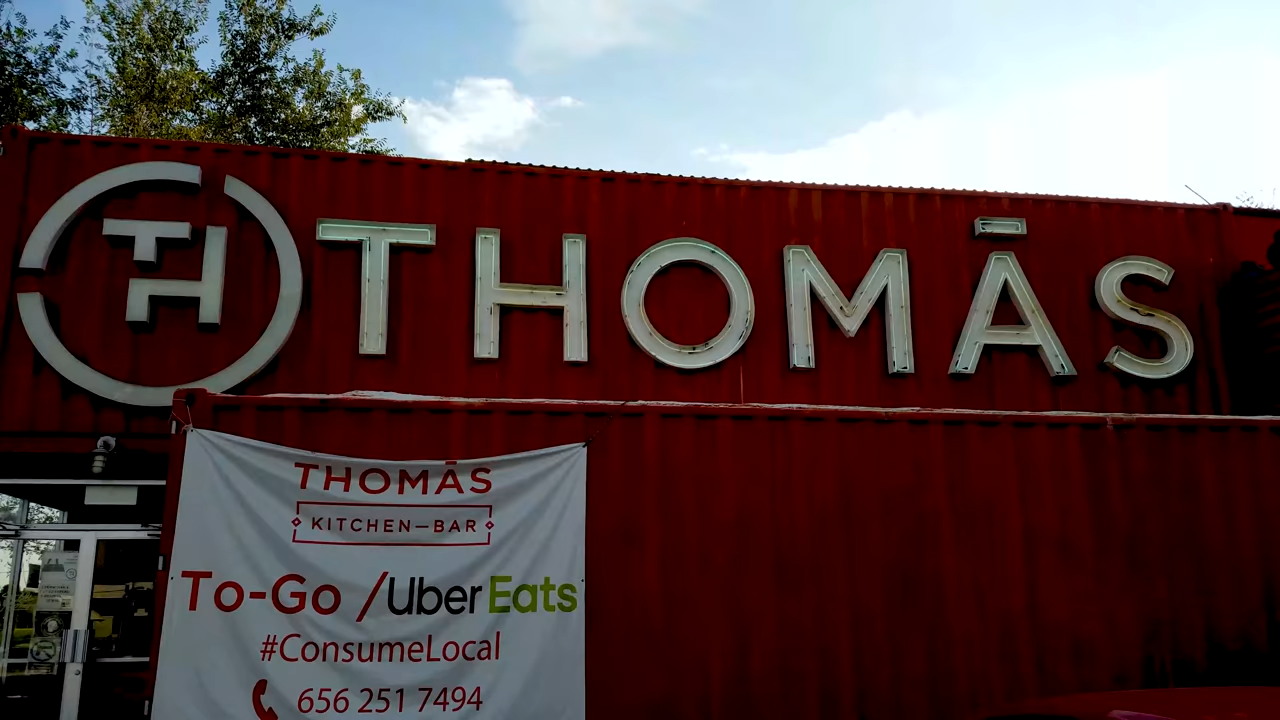 TH THOMĀS
THOMĀS
KITCHEN—BAR
To-Go / Uber Eats
#ConsumeLocal
656 251 7494